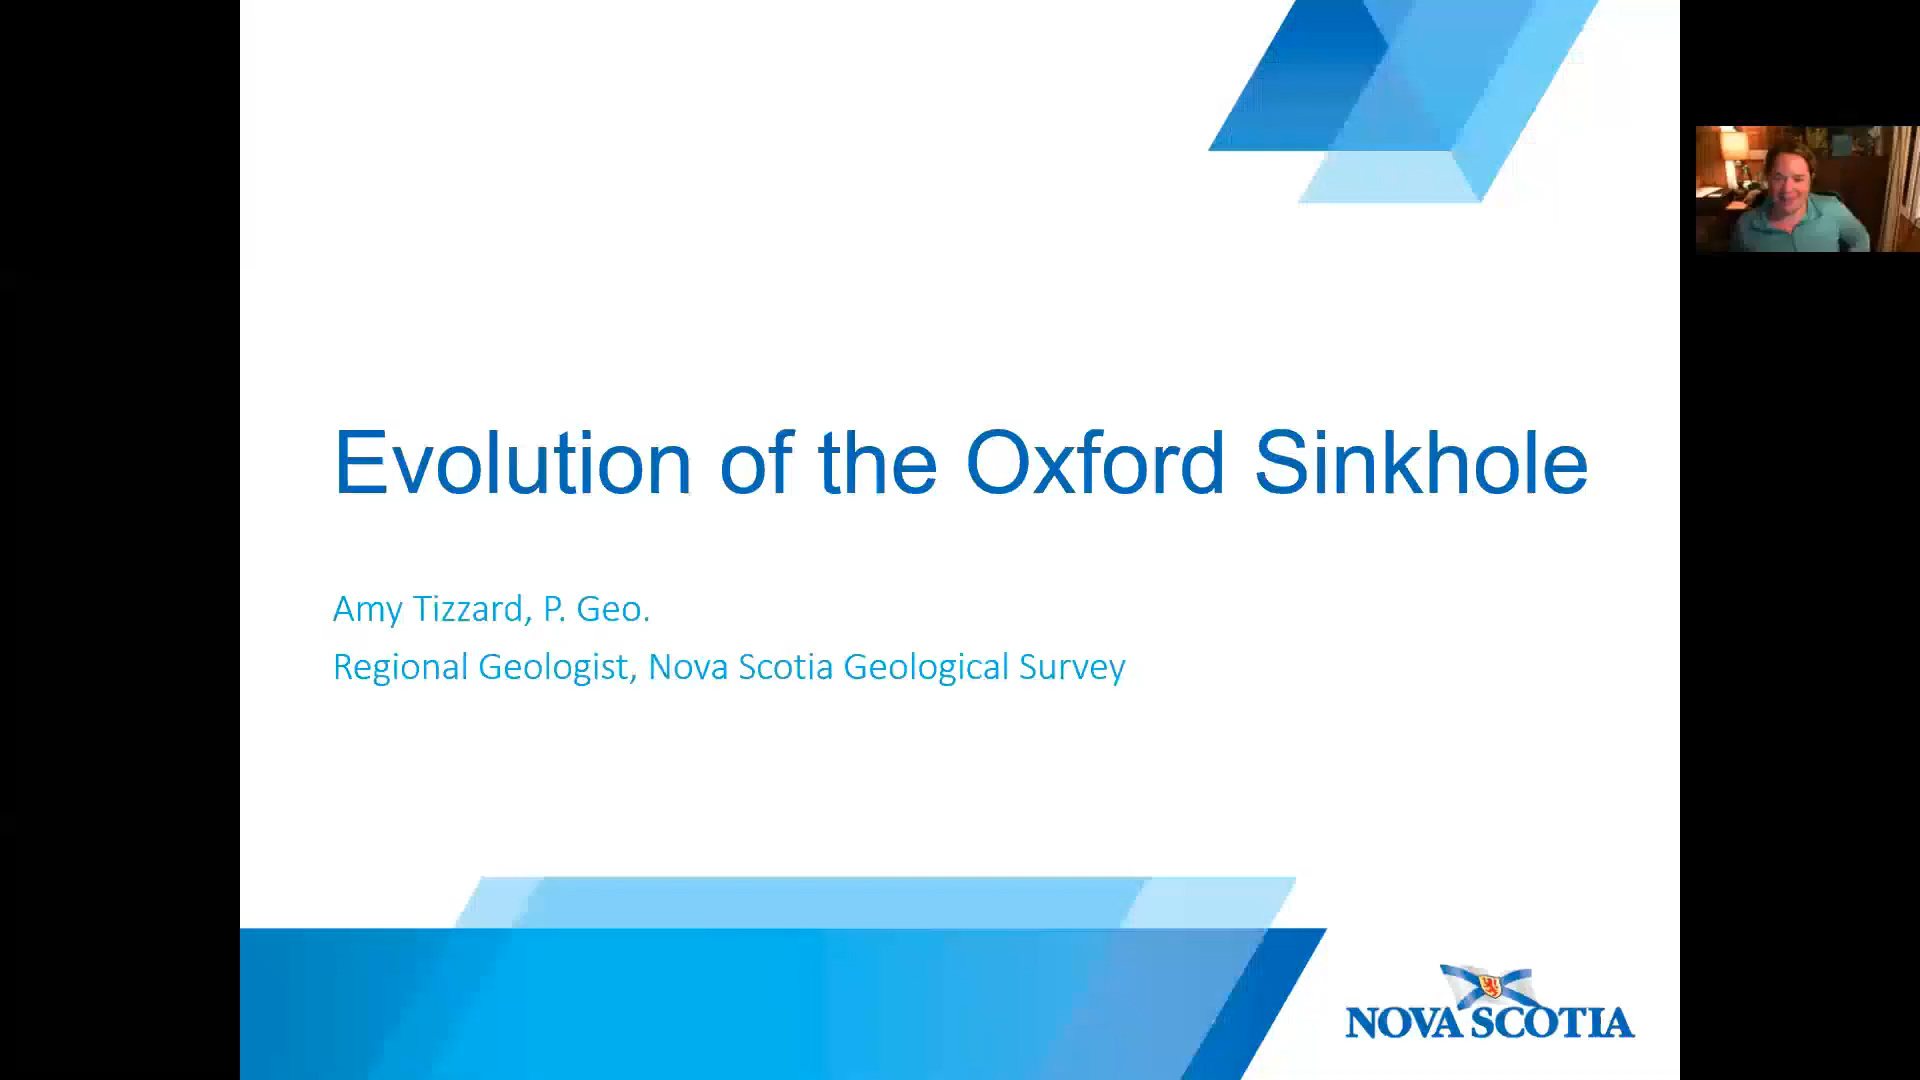 Evolution of the Oxford Sinkhole
Amy Tizzard, P. Geo.
Regional Geologist, Nova Scotia Geological Survey
NOVA SCOTIA